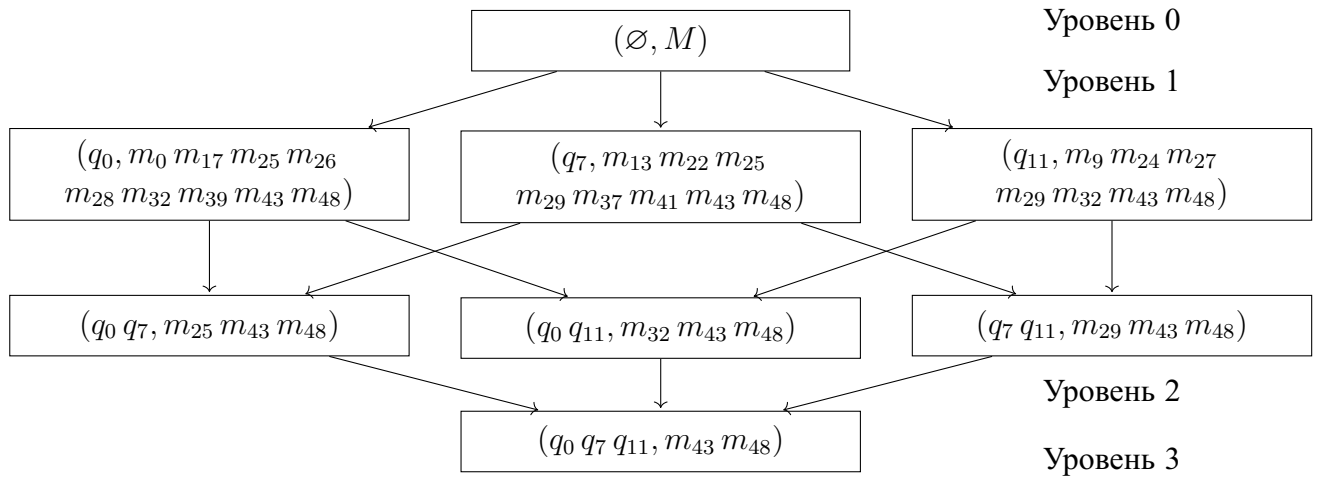 (∅, M)
Уровень 0
Уровень 1
(q₀, m₀ m₁₇ m₂₅ m₂₆
m₂₈ m₃₂ m₃₉ m₄₃ m₄₈)
(q₇, m₁₃ m₂₂ m₂₅
m₂₉ m₃₇ m₄₁ m₄₃ m₄₈)
(q₁₁, m₉ m₂₄ m₂₇
m₂₉ m₃₂ m₄₃ m₄₈)
(q₀ q₇, m₂₅ m₄₃ m₄₈)
(q₀ q₁₁, m₃₂ m₄₃ m₄₈)
(q₇ q₁₁, m₂₉ m₄₃ m₄₈)
Уровень 2
(q₀ q₇ q₁₁, m₄₃ m₄₈)
Уровень 3